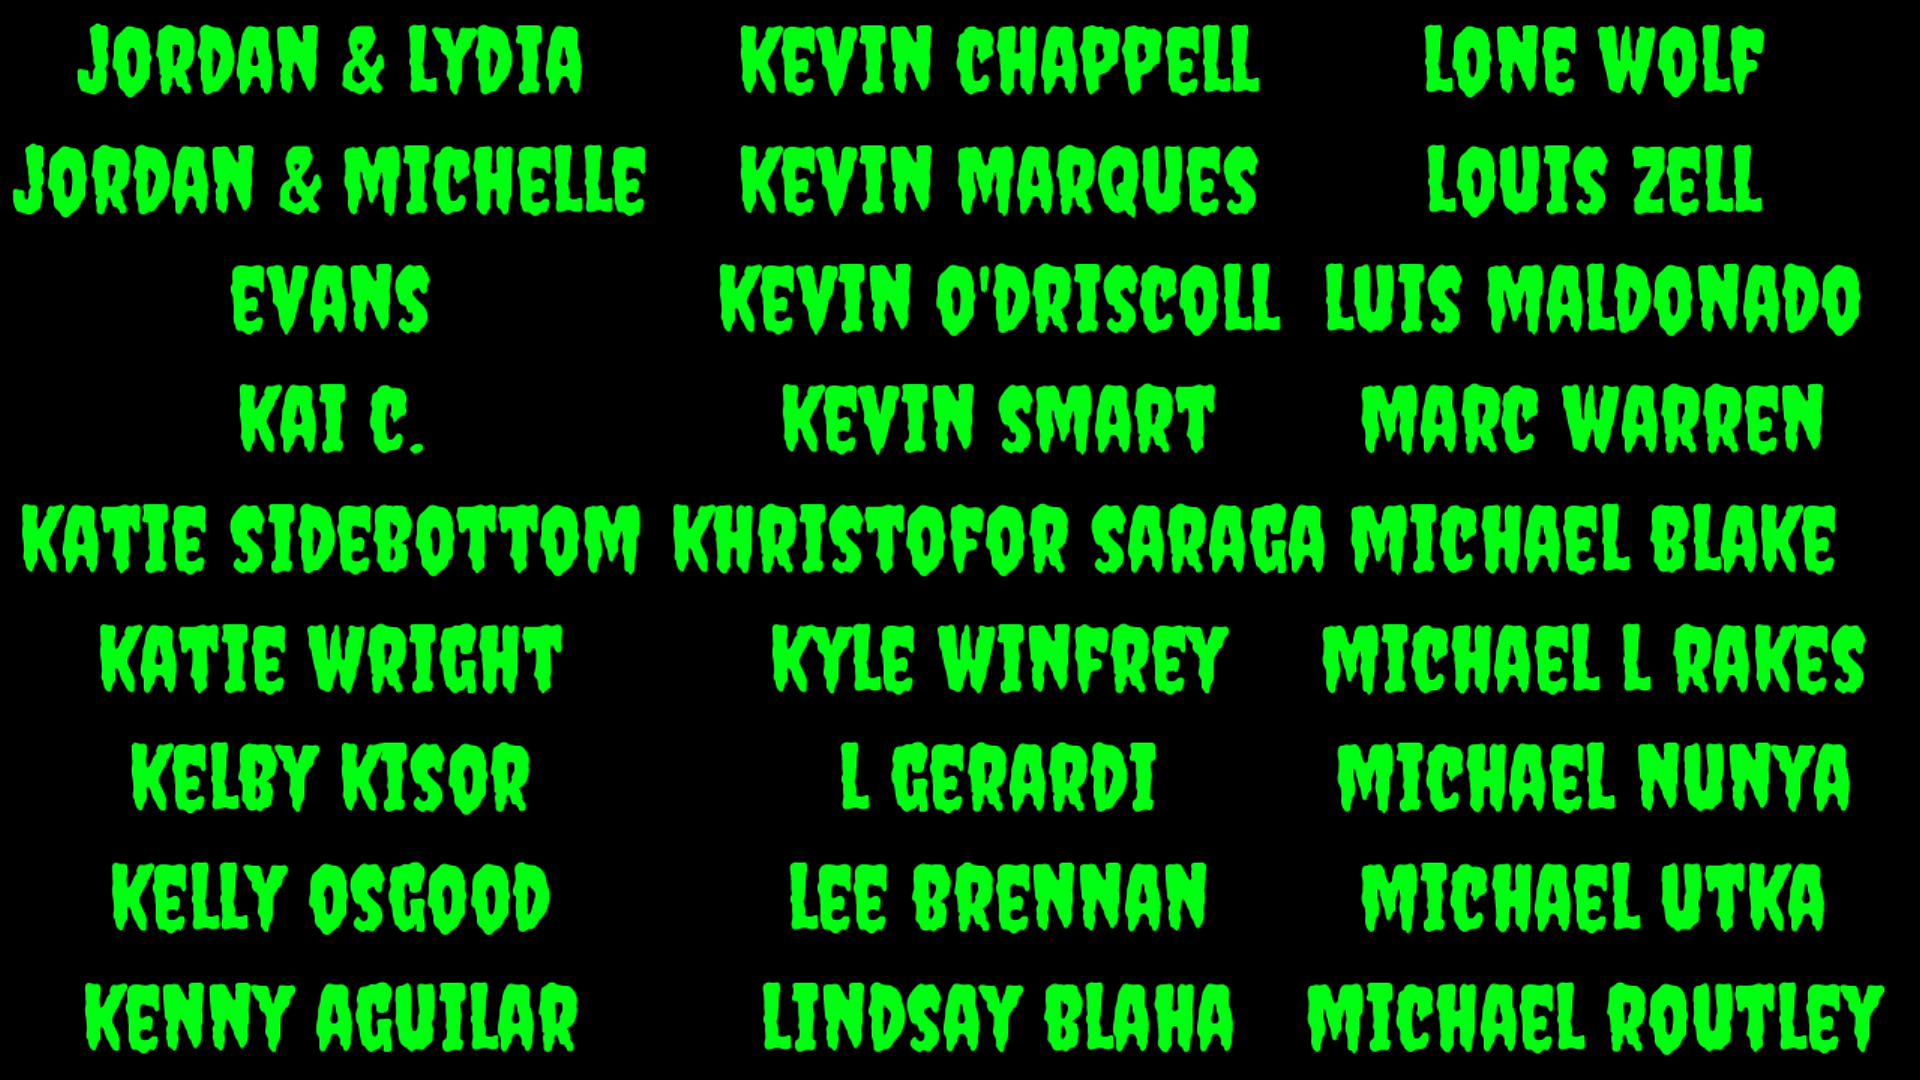 JORDAN & LYDIA
JORDAN & MICHELLE
EVANS
KAI C.
KATIE SIDEBOTTOM
KATIE WRIGHT
KELBY KISOR
KELLY OSGOOD
KENNY AGUILAR
KEVIN CHAPPELL
KEVIN MARQUES
KEVIN O'DRISCOLL
KEVIN SMART
KHRISTOFOR SARAGA
KYLE WINFREY
L GERARDI
LEE BRENNAN
LINDSAY BLAHA
LONE WOLF
LOUIS ZELL
LUIS MALDONADO
MARC WARREN
MICHAEL BLAKE
MICHAEL L RAKES
MICHAEL NUNYA
MICHAEL UTKA
MICHAEL ROUTLEY